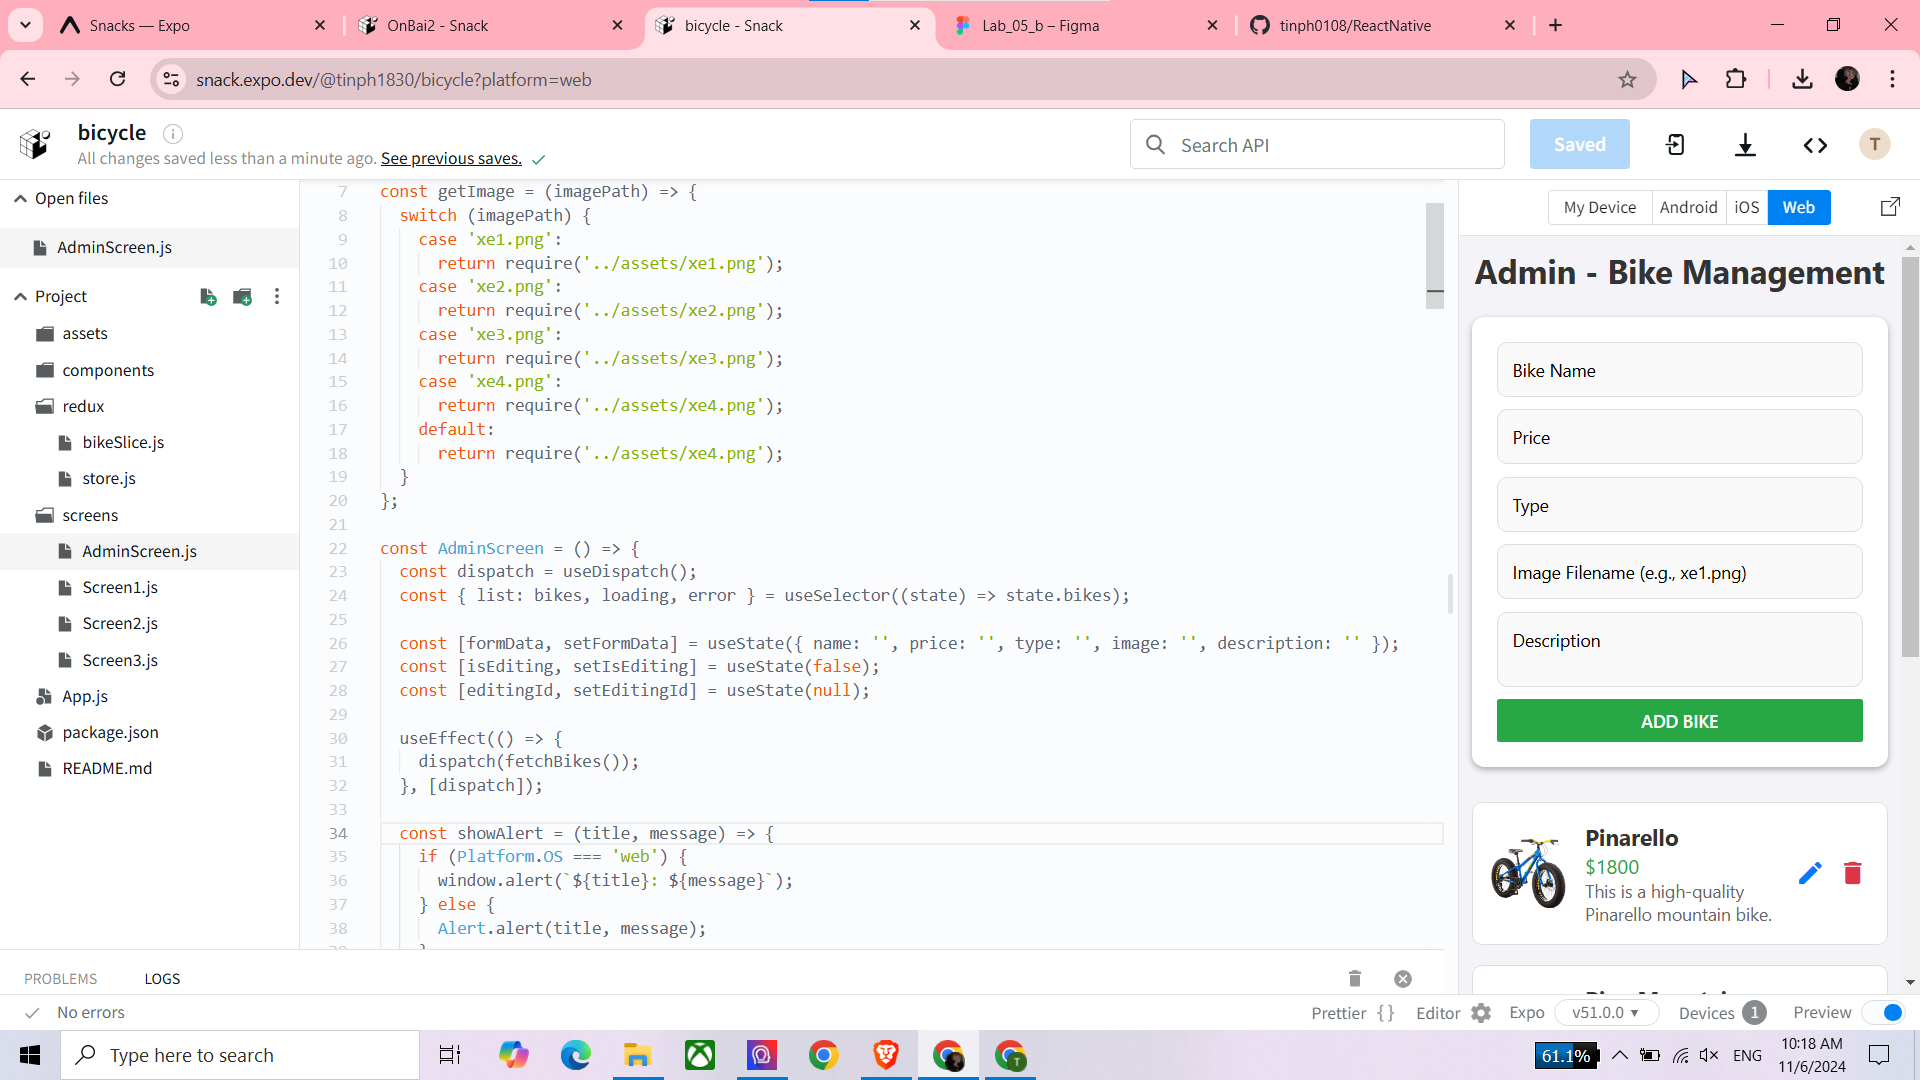 Snacks — Expo
OnBai2 - Snack
bicycle - Snack
Lab_05_b – Figma
tinph0108/ReactNative
snack.expo.dev/@tinph1830/bicycle?platform=web
bicycle
All changes saved less than a minute ago. See previous saves.
Search API
Saved
T
Open files
AdminScreen.js
Project
assets
components
redux
bikeSlice.js
store.js
screens
AdminScreen.js
Screen1.js
Screen2.js
Screen3.js
App.js
package.json
README.md
7 const getImage = (imagePath) => {
8 switch (imagePath) {
9 case 'xe1.png':
10 return require('../assets/xe1.png');
11 case 'xe2.png':
12 return require('../assets/xe2.png');
13 case 'xe3.png':
14 return require('../assets/xe3.png');
15 case 'xe4.png':
16 return require('../assets/xe4.png');
17 default:
18 return require('../assets/xe4.png');
19 }
20 };
21
22 const AdminScreen = () => {
23 const dispatch = useDispatch();
24 const { list: bikes, loading, error } = useSelector((state) => state.bikes);
25
26 const [formData, setFormData] = useState({ name: '', price: '', type: '', image: '', description: '' });
27 const [isEditing, setIsEditing] = useState(false);
28 const [editingId, setEditingId] = useState(null);
29
30 useEffect(() => {
31 dispatch(fetchBikes());
32 }, [dispatch]);
33
34 const showAlert = (title, message) => {
35 if (Platform.OS === 'web') {
36 window.alert(`${title}: ${message}`);
37 } else {
38 Alert.alert(title, message);
My Device
Android
iOS
Web
Admin - Bike Management
Bike Name
Price
Type
Image Filename (e.g., xe1.png)
Description
ADD BIKE
Pinarello
$1800
This is a high-quality
Pinarello mountain bike.
PROBLEMS
LOGS
No errors
Prettier { }
Editor
Expo
v51.0.0
Devices 1
Preview
Type here to search
T
61.1%
ENG
10:18 AM
11/6/2024